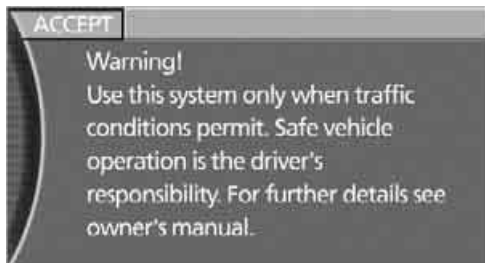 ACCEPT
Warning!
Use this system only when traffic
conditions permit. Safe vehicle
operation is the driver's
responsibility. For further details see
owner's manual.